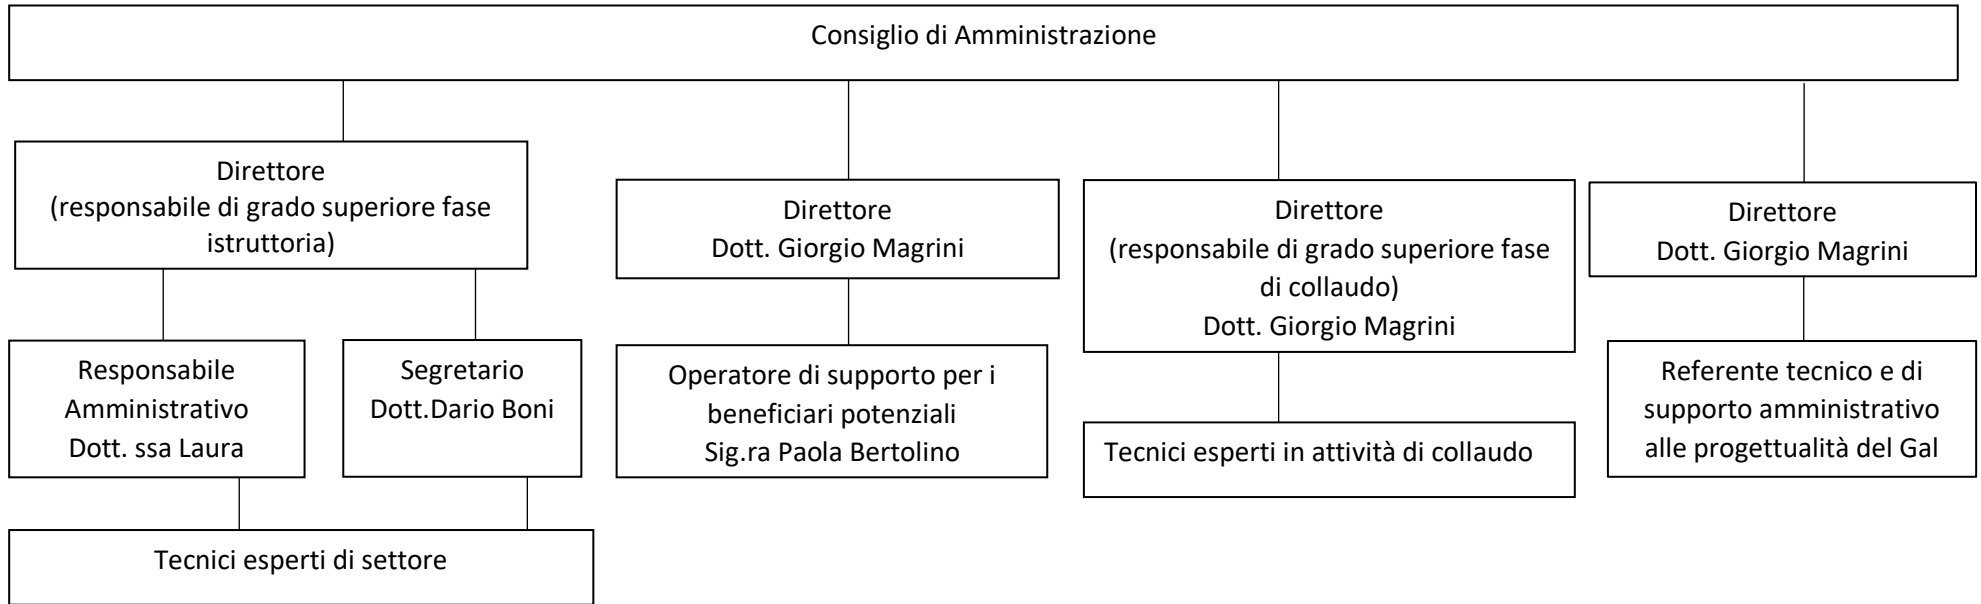 Consiglio di Amministrazione
Direttore
(responsabile di grado superiore fase
istruttoria)
Direttore
Dott. Giorgio Magrini
Direttore
(responsabile di grado superiore fase
di collaudo)
Dott. Giorgio Magrini
Direttore
Dott. Giorgio Magrini
Responsabile
Amministrativo
Dott. ssa Laura
Segretario
Dott.Dario Boni
Operatore di supporto per i
beneficiari potenziali
Sig.ra Paola Bertolino
Tecnici esperti in attività di collaudo
Referente tecnico e di
supporto amministrativo
alle progettualità del Gal
Tecnici esperti di settore